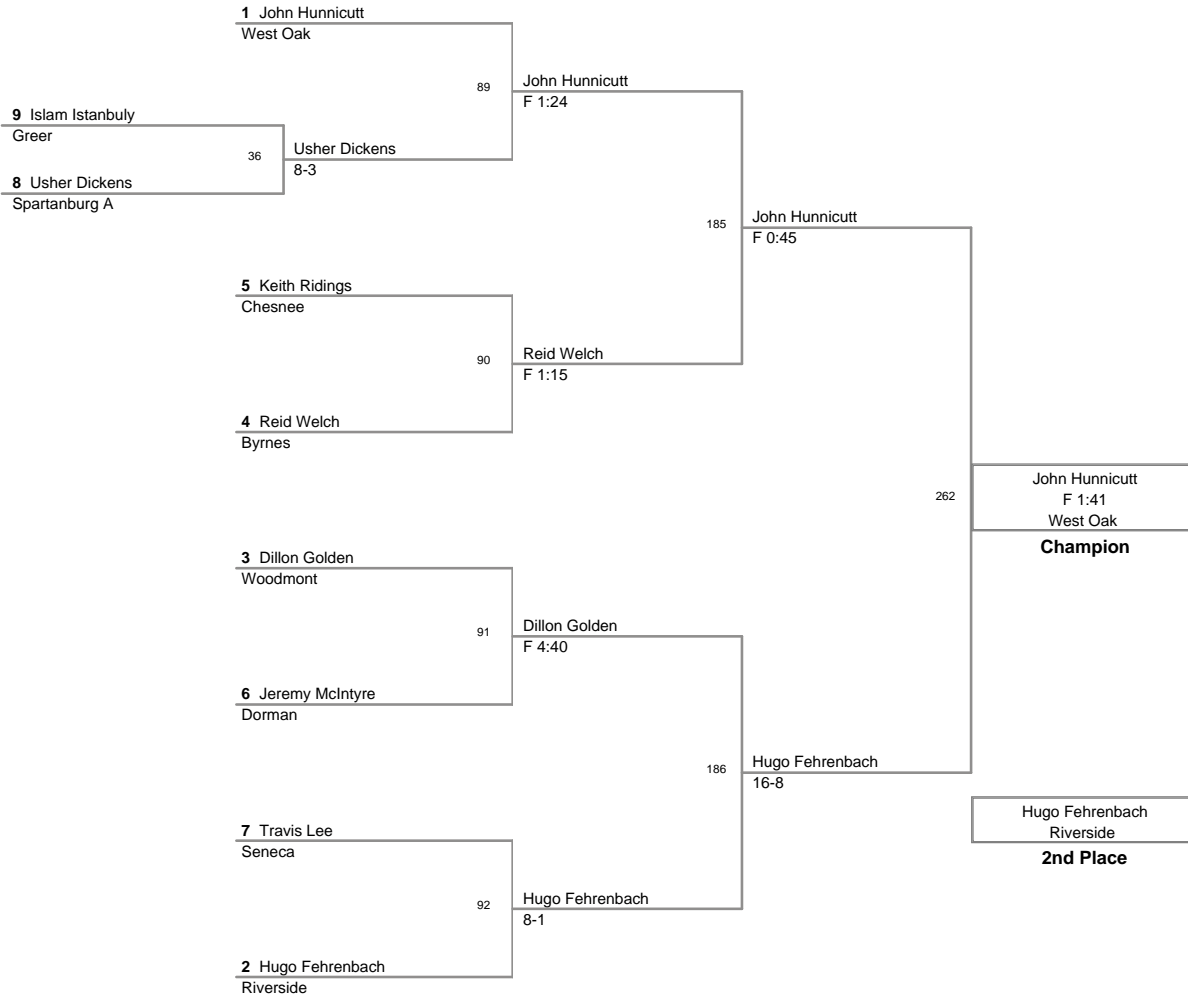 1 John Hunnicutt
West Oak
89
John Hunnicutt
F 1:24
9 Islam Istanbuly
Greer
36
Usher Dickens
8-3
8 Usher Dickens
Spartanburg A
185
John Hunnicutt
F 0:45
5 Keith Ridings
Chesnee
90
Reid Welch
F 1:15
4 Reid Welch
Byrnes
262
John Hunnicutt
F 1:41
West Oak
Champion
3 Dillon Golden
Woodmont
91
Dillon Golden
F 4:40
6 Jeremy McIntyre
Dorman
186
Hugo Fehrenbach
16-8
Hugo Fehrenbach
Riverside
2nd Place
7 Travis Lee
Seneca
92
Hugo Fehrenbach
8-1
2 Hugo Fehrenbach
Riverside